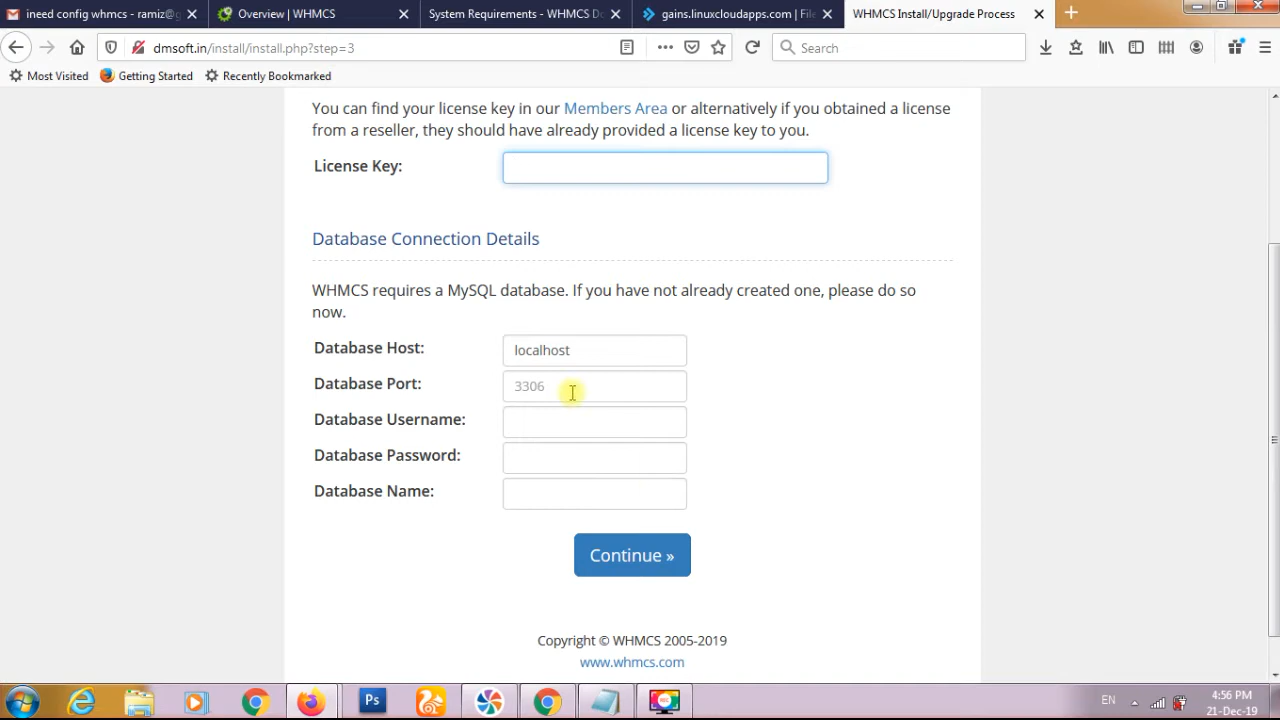 ineed config whmcs - ramiz@g
Overview | WHMCS
System Requirements - WHMCS Do
gains.linuxcloudapps.com | File
WHMCS Install/Upgrade Process
dmsoft.in/install/install.php?step=3
Search
Most Visited
Getting Started
Recently Bookmarked
You can find your license key in our Members Area or alternatively if you obtained a license
from a reseller, they should have already provided a license key to you.
License Key:
Database Connection Details
WHMCS requires a MySQL database. If you have not already created one, please do so
now.
Database Host: localhost
Database Port: 3306
Database Username:
Database Password:
Database Name:
Continue »
Copyright © WHMCS 2005-2019
www.whmcs.com
Ps
EN
4:56 PM
21-Dec-19